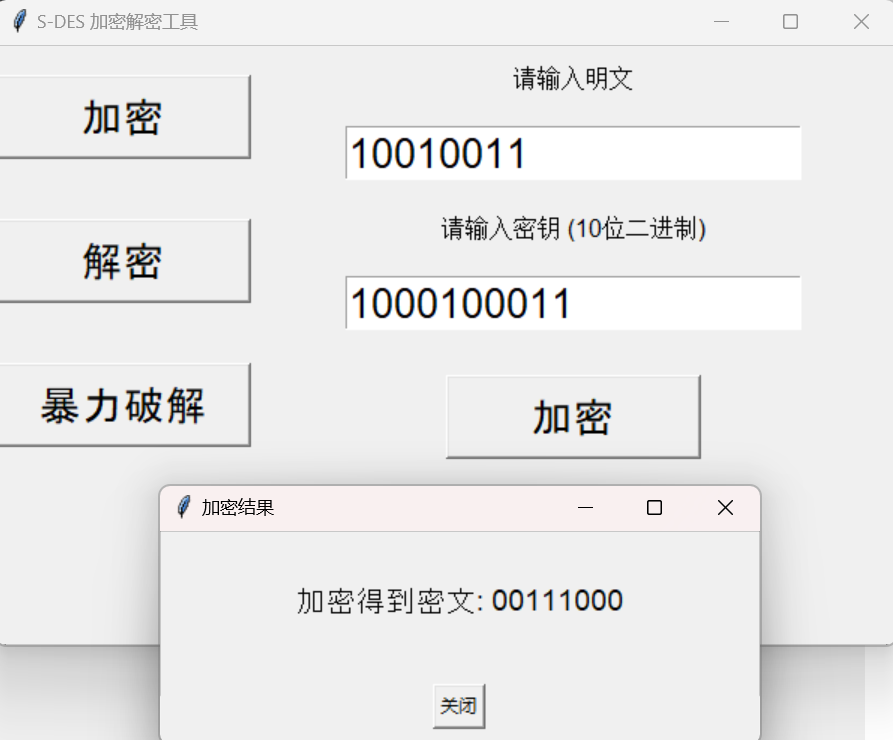 S-DES 加密解密工具
加密
解密
暴力破解
请输入明文
10010011
请输入密钥 (10位二进制)
1000100011
加密
加密结果
加密得到密文: 00111000
关闭